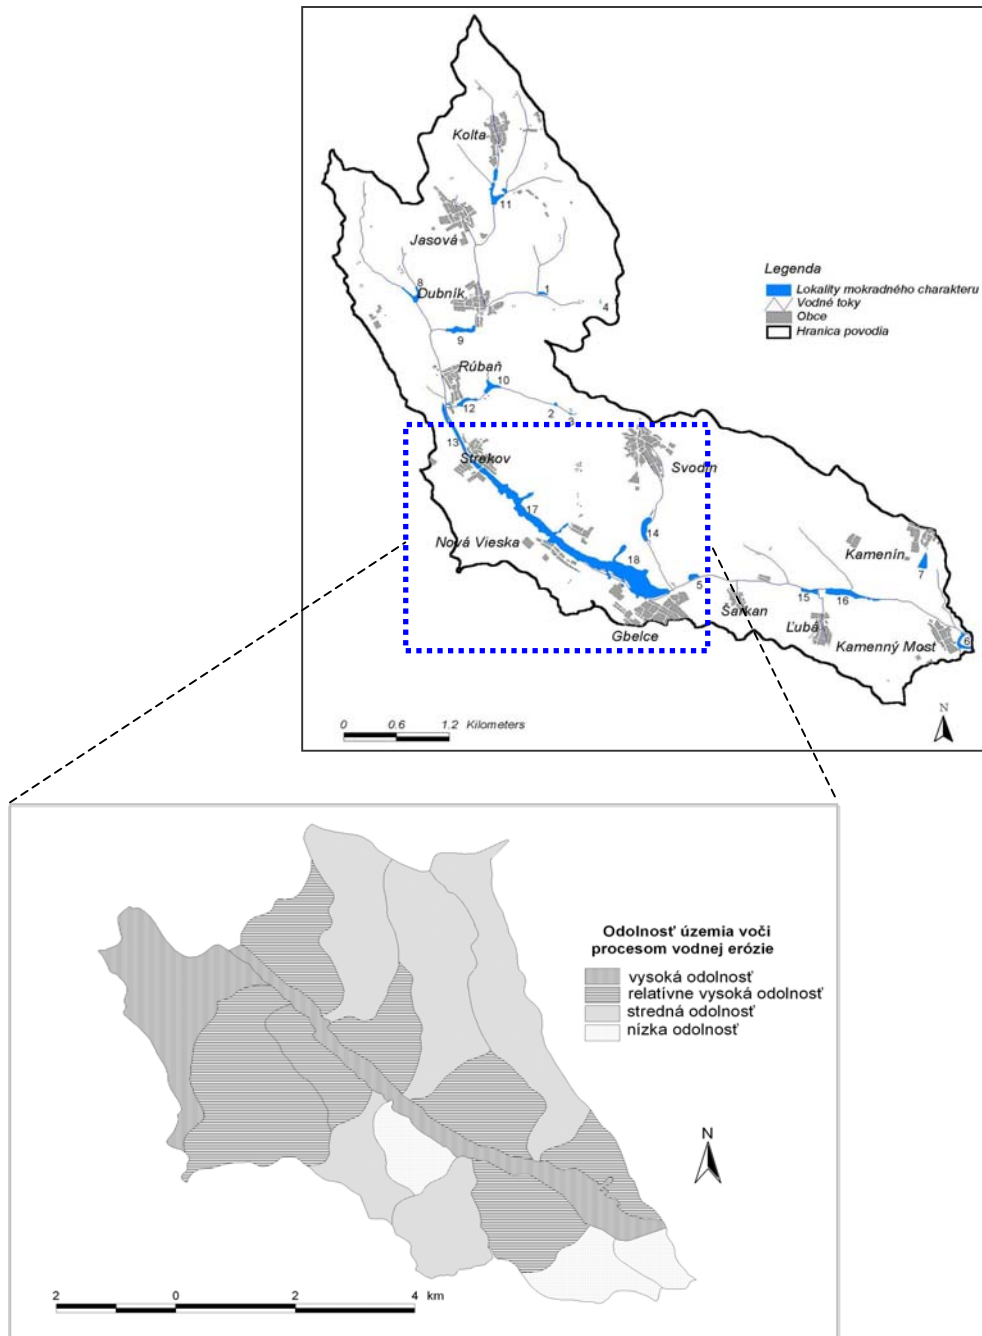 Kolta
11
Jasová
8
Dubník
1
4
9
Rúbaň
10
12
2
3
13
Strekov
Svodín
17
14
Nová Vieska
18
5
Gbelce
Šarkan
15
16
Ľubá
Kamenín
7
Kamenný Most
6
Legenda
Lokality mokradného charakteru
Vodné toky
Obce
Hranica povodia
0 0.6 1.2 Kilometers
N
Odolnosť územia voči
procesom vodnej erózie
vysoká odolnosť
relatívne vysoká odolnosť
stredná odolnosť
nízka odolnosť
N
2 0 2 4 km